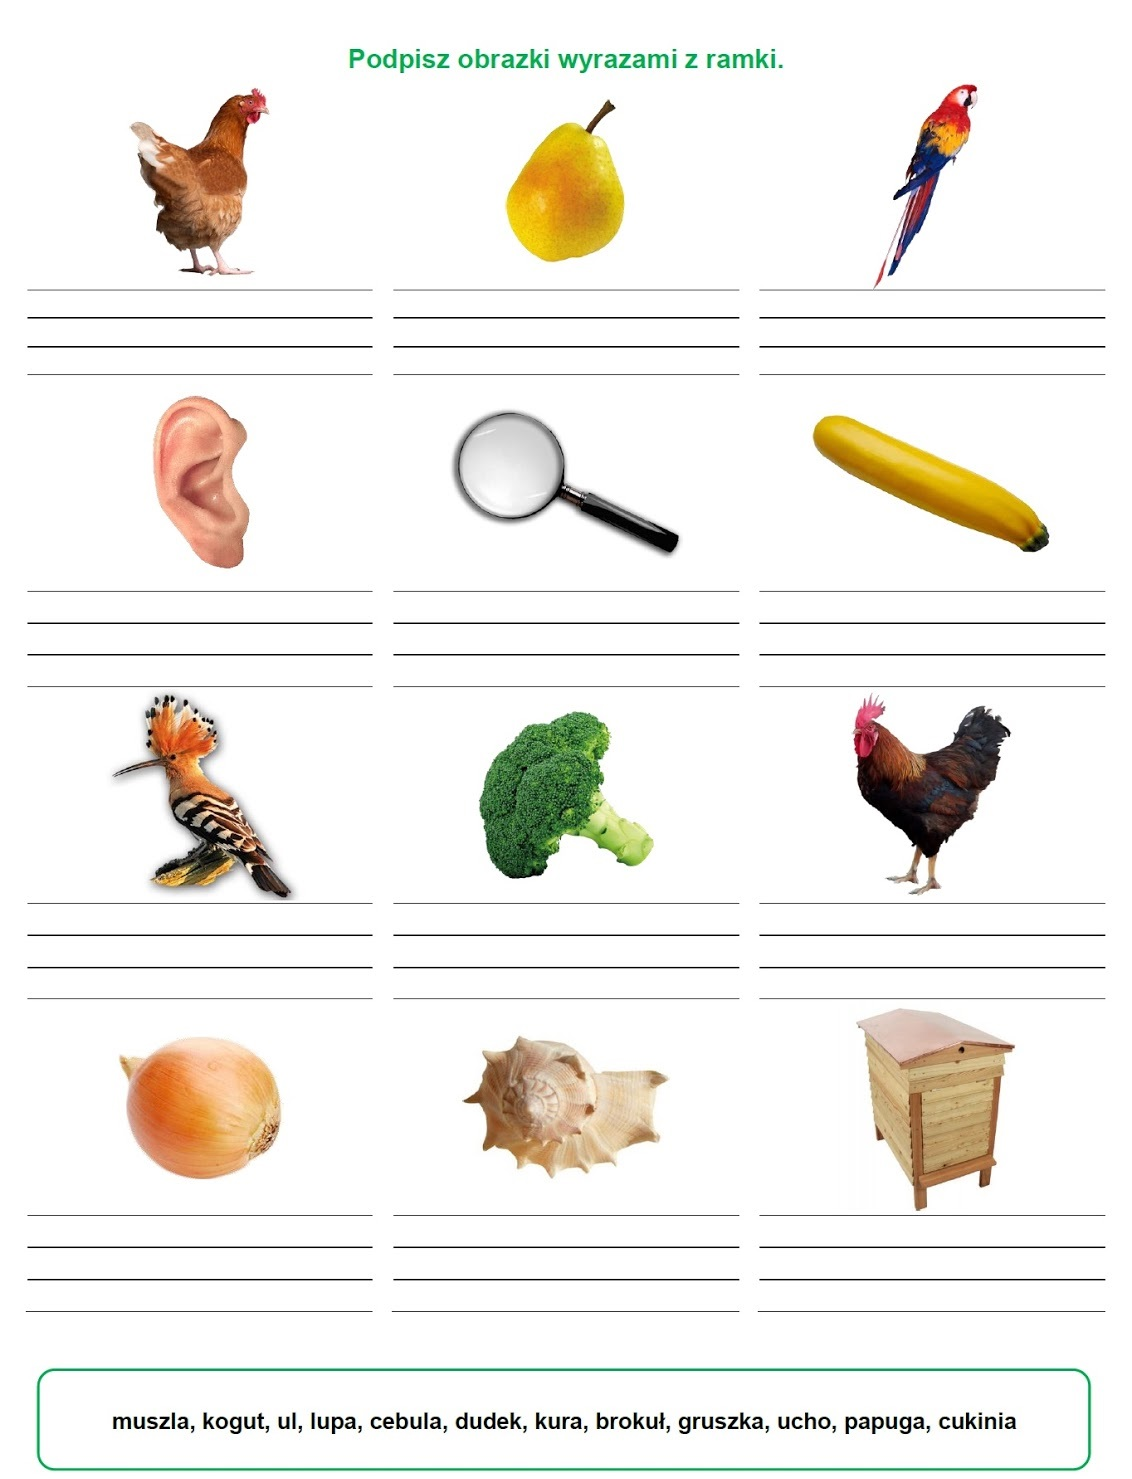 Podpisz obrazki wyrazami z ramki.
muszla, kogut, ul, lupa, cebula, dudek, kura, brokuł, gruszka, ucho, papuga, cukinia